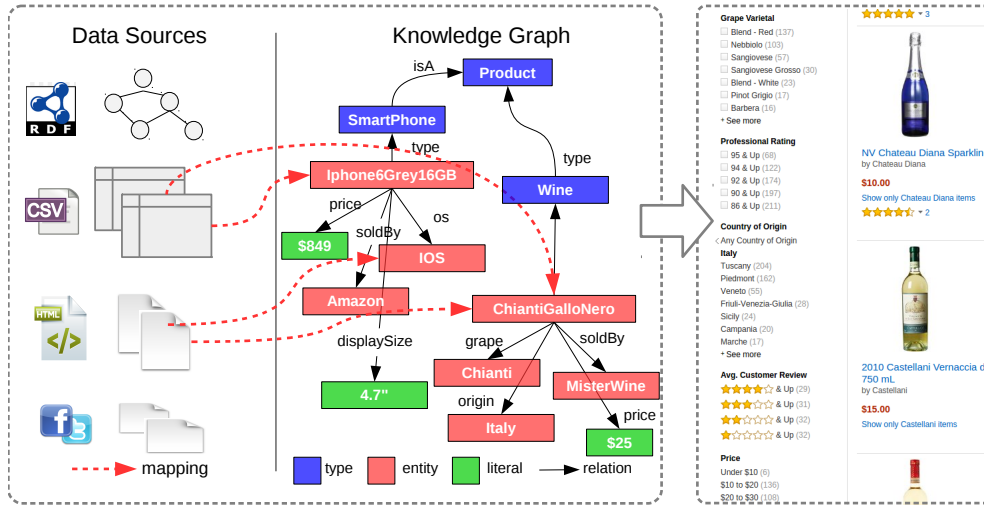 Data Sources
Knowledge Graph
isA
Product
RDF
SmartPhone
type
Iphone6Grey16GB
type
Wine
CSV
price
os
$849
soldBy
IOS
Amazon
ChiantiGalloNero
HTML
</>
displaySize
grape
soldBy
Chianti
MisterWine
4.7"
origin
price
Italy
$25
mapping
type
entity
literal
relation
Grape Varietal
Blend - Red (137)
Nebbiolo (103)
Sangiovese (57)
Sangiovese Grosso (30)
Blend - White (23)
Pinot Grigio (17)
Barbera (16)
+ See more
Professional Rating
95 & Up (68)
94 & Up (122)
92 & Up (174)
90 & Up (197)
86 & Up (211)
Country of Origin
‹ Any Country of Origin
Italy
Tuscany (204)
Piedmont (162)
Veneto (55)
Friuli-Venezia-Giulia (28)
Sicily (24)
Campania (20)
Marche (17)
+ See more
Avg. Customer Review
& Up (29)
& Up (31)
& Up (32)
& Up (32)
Price
Under $10 (6)
$10 to $20 (136)
$20 to $30 (108)
3
NV Chateau Diana Sparklin
by Chateau Diana
$10.00
Show only Chateau Diana items
2
2010 Castellani Vernaccia d
750 mL
by Castellani
$15.00
Show only Castellani items